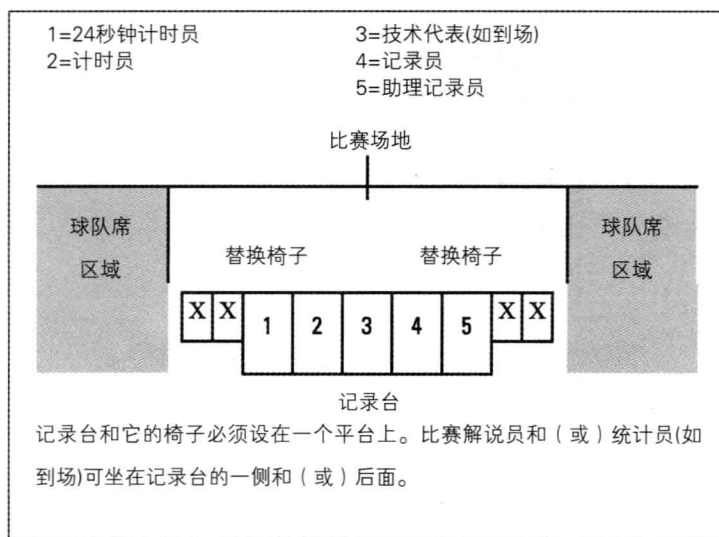 1=24秒钟计时员 3=技术代表(如到场)
2=计时员 4=记录员
5=助理记录员
比赛场地
球队席 球队席
区域 替换椅子 替换椅子 区域
X X 1 2 3 4 5 X X
记录台
记录台和它的椅子必须设在一个平台上。比赛解说员和（或）统计员(如
到场)可坐在记录台的一侧和（或）后面。